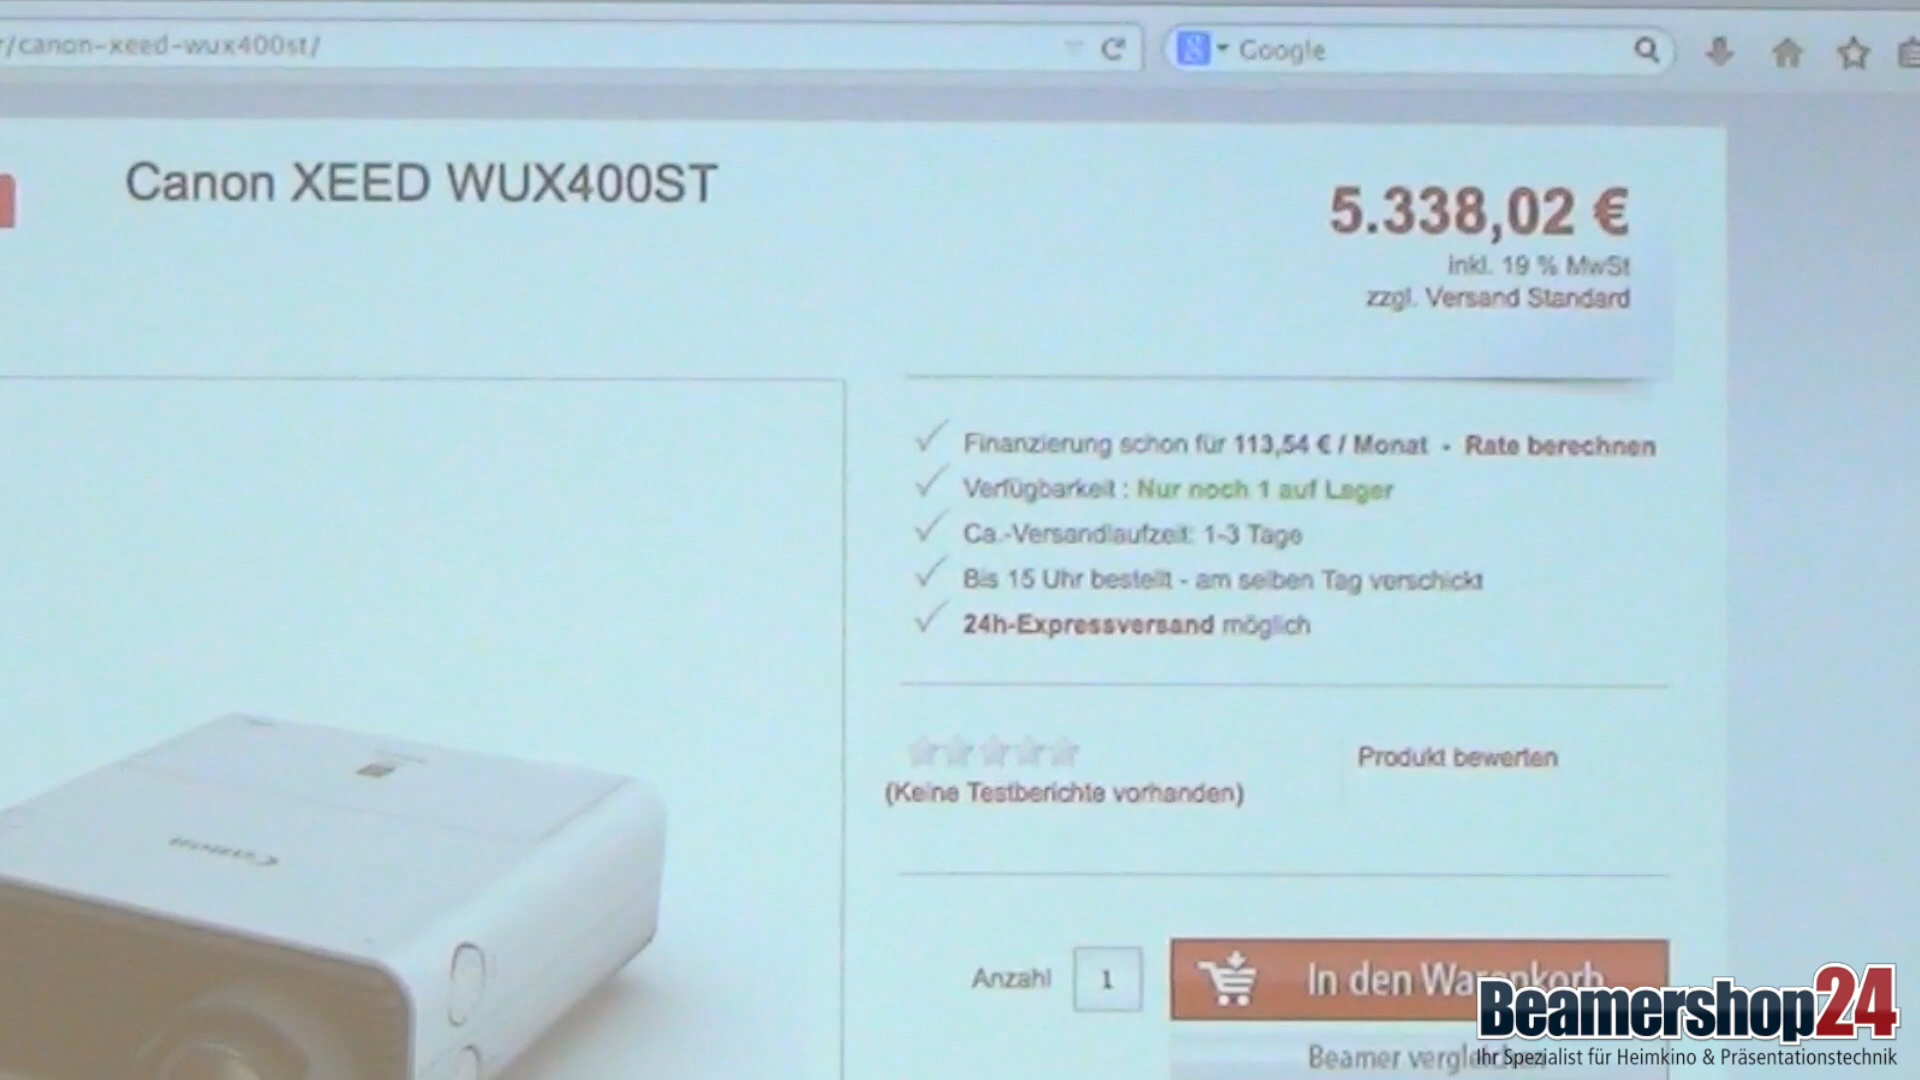 r/canon-xeed-wux400st/
Google
Canon XEED WUX400ST
5.338,02 €
inkl. 19 % MwSt
zzgl. Versand Standard
Finanzierung schon für 113,54 € / Monat - Rate berechnen
Verfügbarkeit : Nur noch 1 auf Lager
Ca.-Versandlaufzeit: 1-3 Tage
Bis 15 Uhr bestellt - am selben Tag verschickt
24h-Expressversand möglich
Produkt bewerten
(Keine Testberichte vorhanden)
Canon
Anzahl 1
In den Warenkorb
Beamershop24
Beamer vergleichen
Ihr Spezialist für Heimkino & Präsentationstechnik